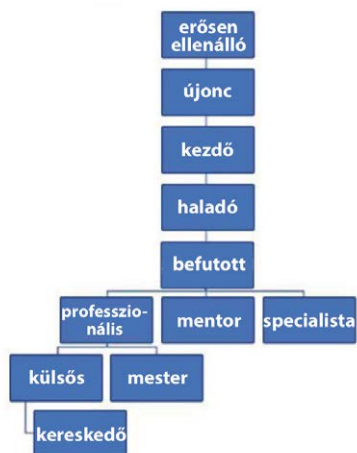 erősen
ellenálló
újonc
kezdő
haladó
befutott
professzio-
nális
mentor
specialista
külsős
mester
kereskedő